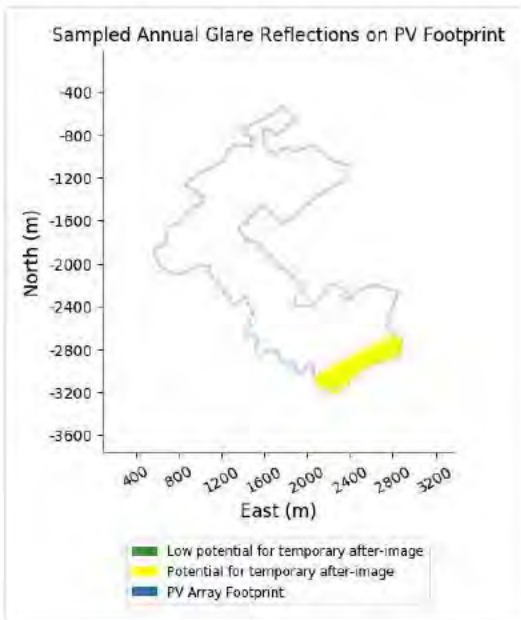 Sampled Annual Glare Reflections on PV Footprint
North (m)
-400
-800
-1200
-1600
-2000
-2400
-2800
-3200
-3600
400 800 1200 1600 2000 2400 2800 3200
East (m)
Low potential for temporary after-image
Potential for temporary after-image
PV Array Footprint